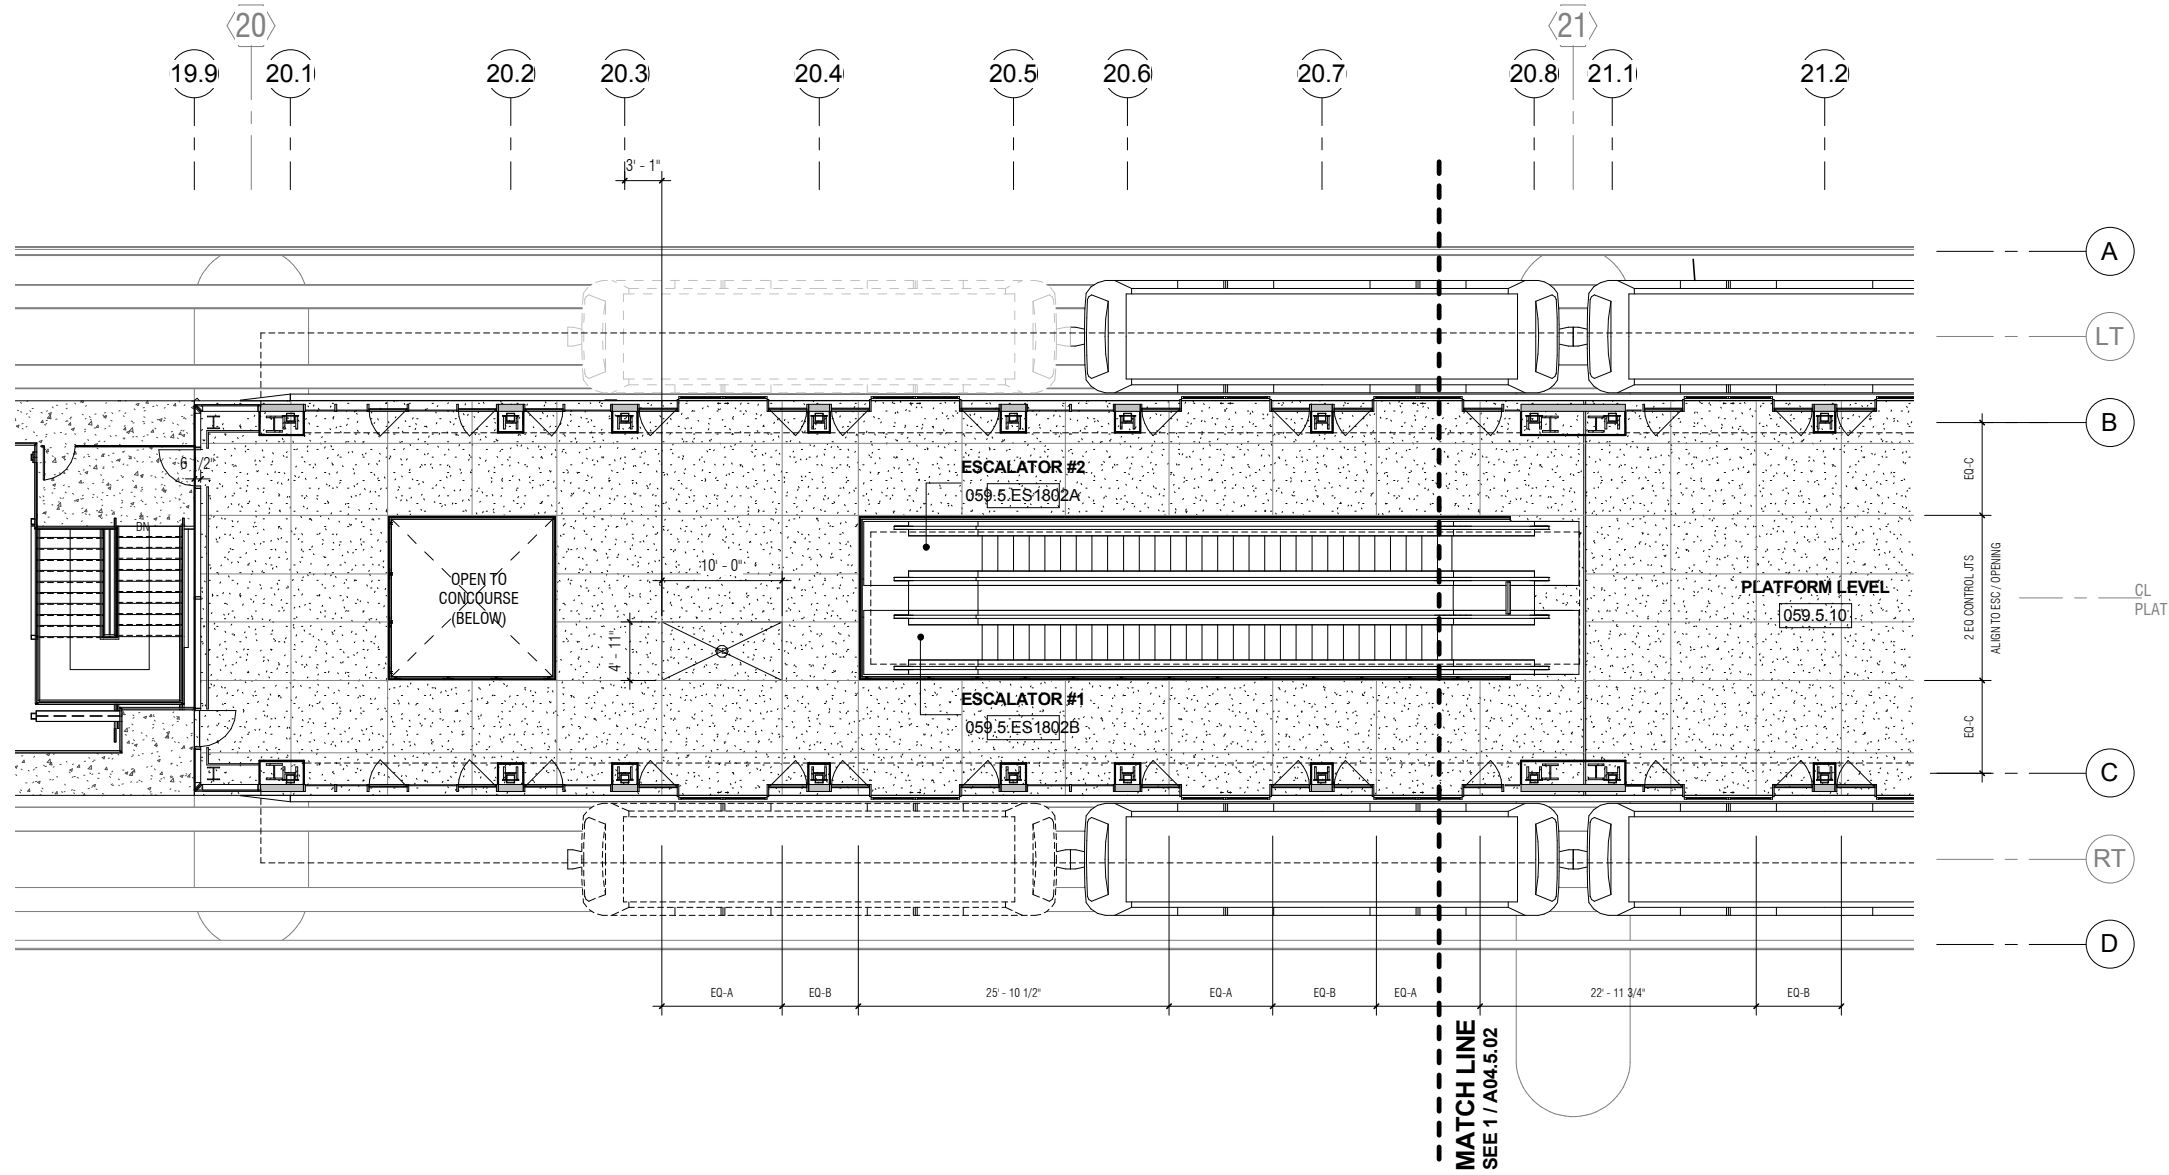 20
21
19.9
20.1
20.2
20.3
20.4
20.5
20.6
20.7
20.8
21.1
21.2
3' - 1"
A
LT
B
6 1/2"
ESCALATOR #2
059.5.ES1802A
EQ-C
DN
OPEN TO
CONCOURSE
(BELOW)
10' - 0"
4' 11"
PLATFORM LEVEL
059.5.10
2 EQ CONTROL JTS
ALIGN TO ESC / OPENING
CL
PLAT
ESCALATOR #1
059.5.ES1802B
EQ-C
C
RT
D
EQ-A
EQ-B
25' - 10 1/2"
EQ-A
EQ-B
EQ-A
22' - 11 3/4"
EQ-B
MATCH LINE
SEE 1 / A04.5.02